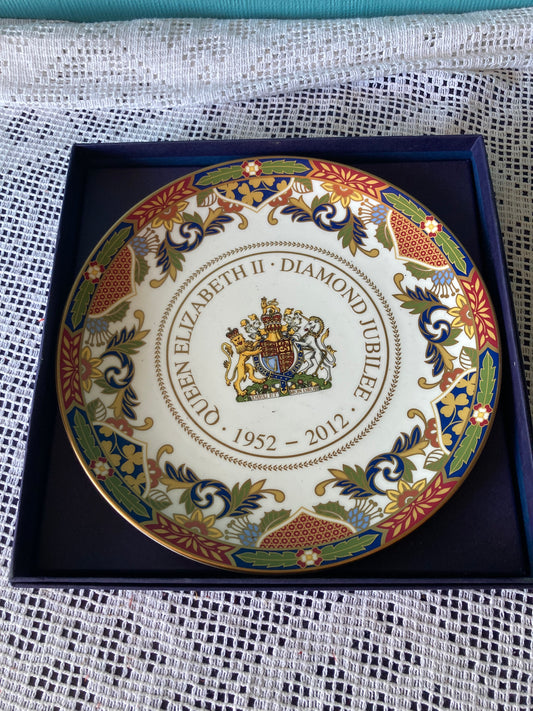 QUEEN ELIZABETH II · DIAMOND JUBILEE
· 1952 – 2012 ·